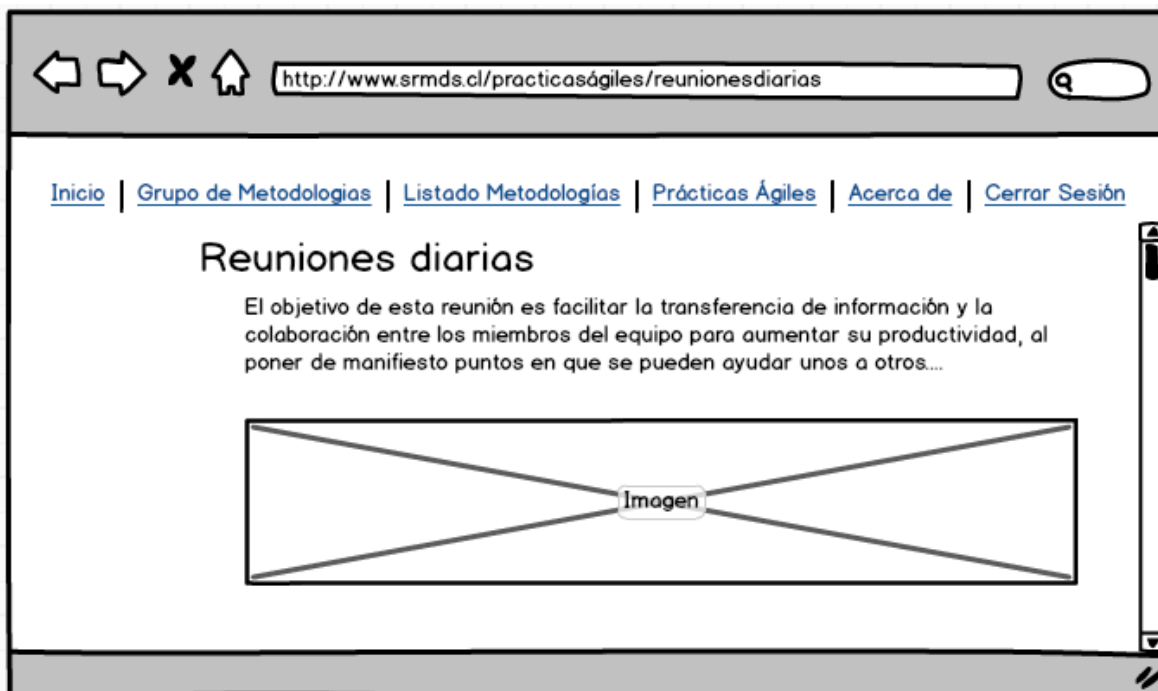 http://www.srmds.cl/practicaságiles/reunionesdiarias
Inicio | Grupo de Metodologias | Listado Metodologías | Prácticas Ágiles | Acerca de | Cerrar Sesión
Reuniones diarias
El objetivo de esta reunión es facilitar la transferencia de información y la
colaboración entre los miembros del equipo para aumentar su productividad, al
poner de manifiesto puntos en que se pueden ayudar unos a otros....
Imagen